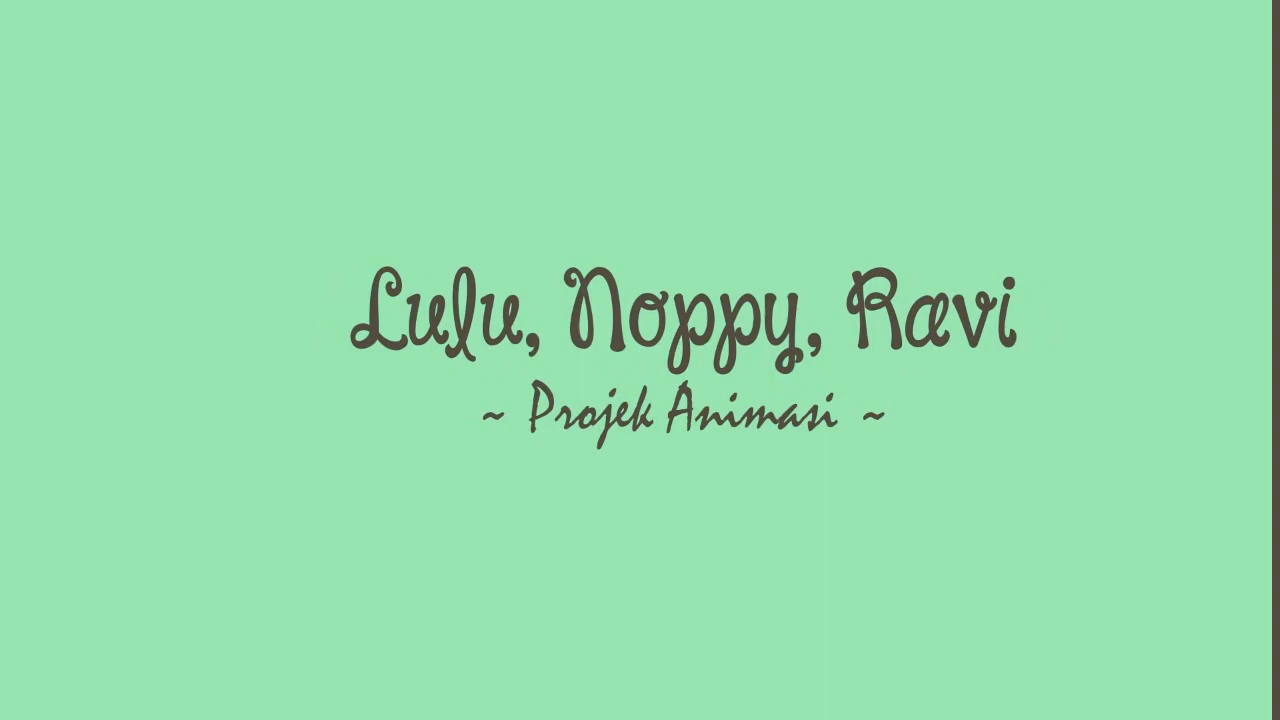 Lulu, Noppy, Ravi
~ Projek Animasi ~